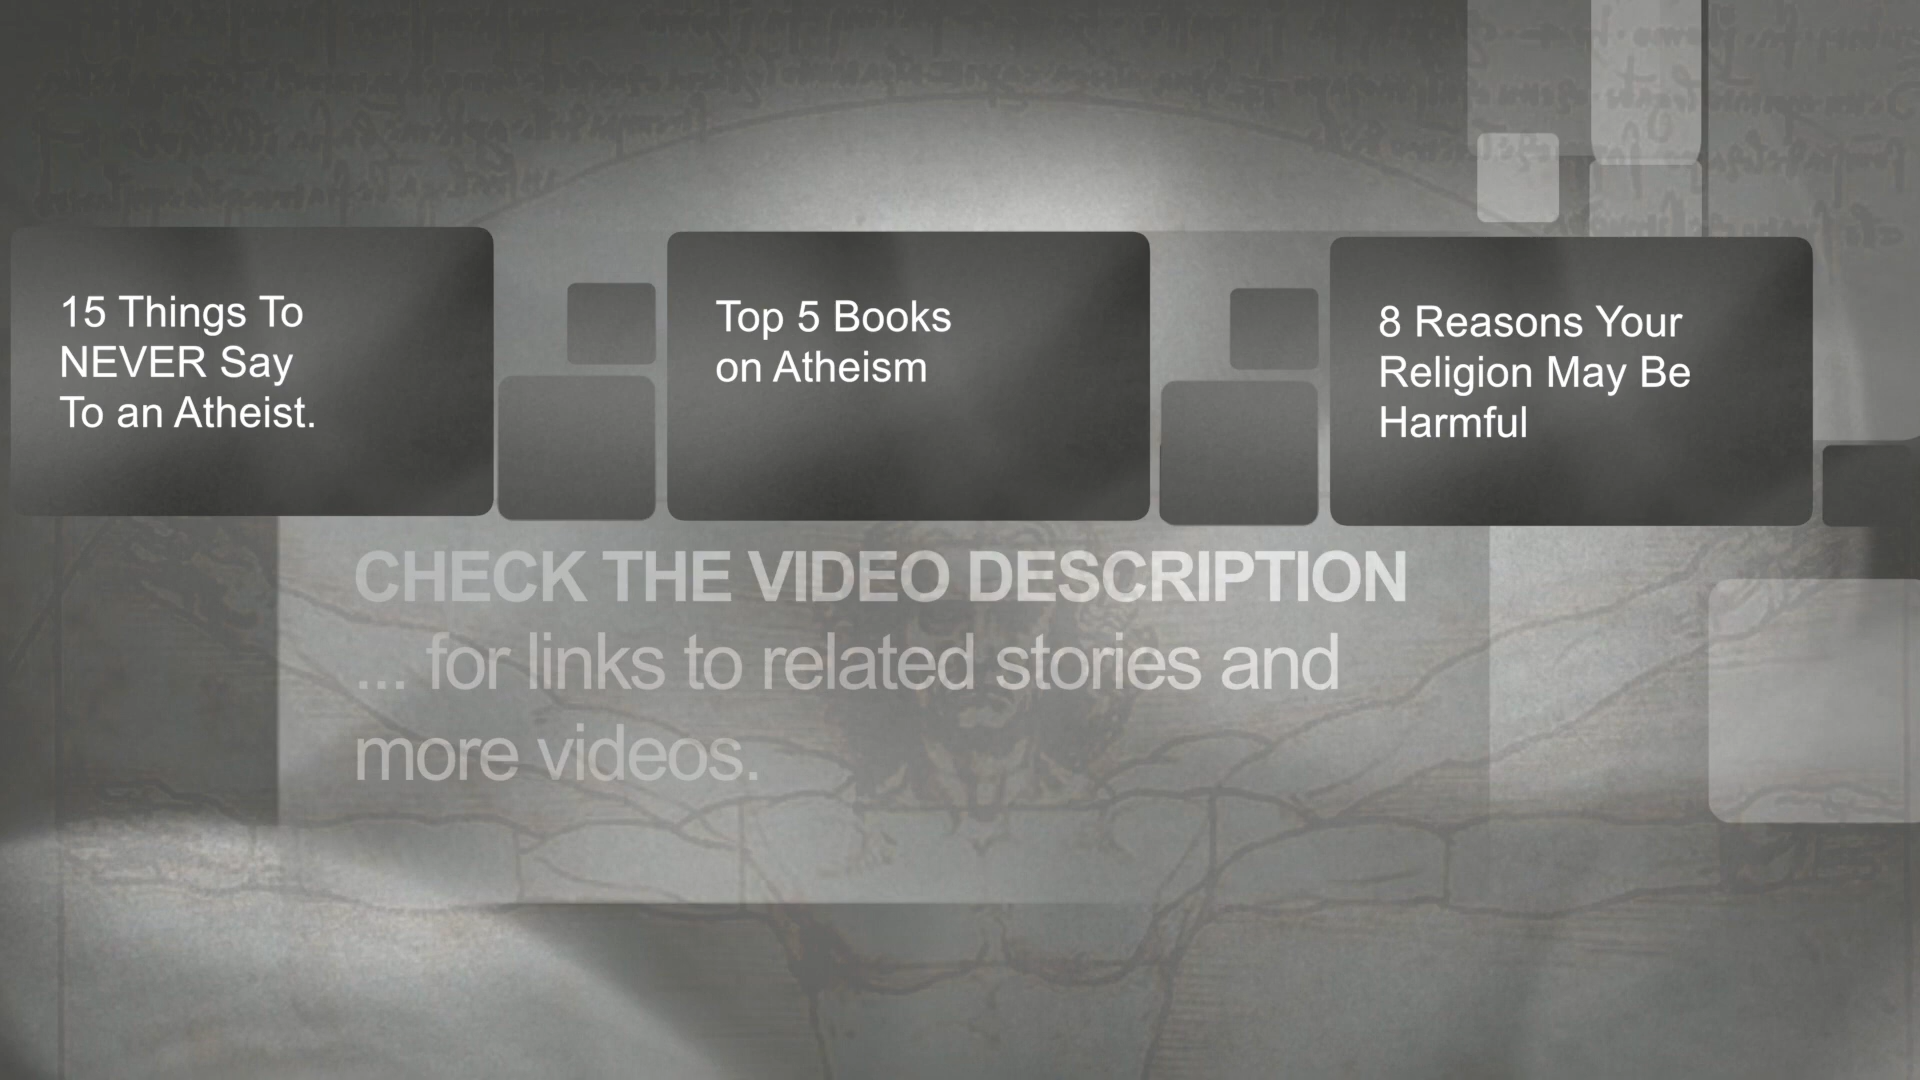 15 Things To
NEVER Say
To an Atheist.
Top 5 Books
on Atheism
8 Reasons Your
Religion May Be
Harmful
CHECK THE VIDEO DESCRIPTION
... for links to related stories and
more videos.